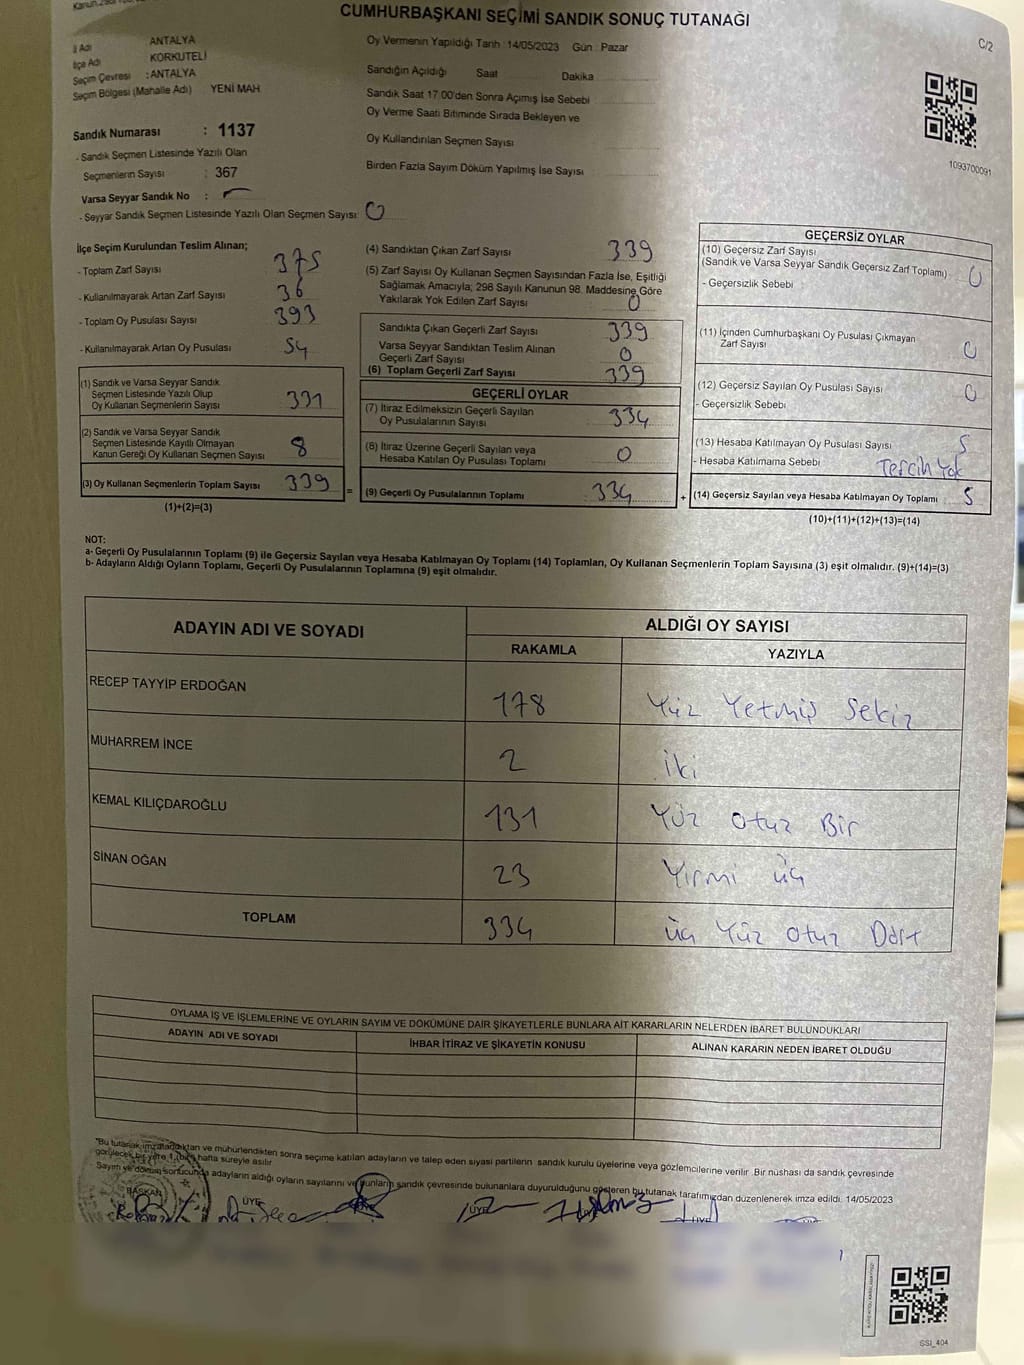 CUMHURBAŞKANI SEÇİMİ SANDIK SONUÇ TUTANAĞI
C/2
İl Adı ANTALYA
İlçe Adı KORKUTELİ
Seçim Çevresi : ANTALYA
Seçim Bölgesi (Mahalle Adı) YENİ MAH.
Oy Vermenin Yapıldığı Tarih : 14/05/2023 Gün : Pazar
Sandığın Açıldığı Saat Dakika
Sandık Saat 17:00'den Sonra Açımış İse Sebebi
Oy Verme Saati Bitiminde Sırada Bekleyen ve
Oy Kullandırılan Seçmen Sayısı
Birden Fazla Sayım Döküm Yapılmış İse Sayısı
1093700091
Sandık Numarası : 1137
- Sandık Seçmen Listesinde Yazılı Olan
Seçmenlerin Sayısı : 367
Varsa Seyyar Sandık No :
- Seyyar Sandık Seçmen Listesinde Yazılı Olan Seçmen Sayısı 0
İlçe Seçim Kurulundan Teslim Alınan;
- Toplam Zarf Sayısı 375
- Kullanılmayarak Artan Zarf Sayısı 36
- Toplam Oy Pusulası Sayısı 393
- Kullanılmayarak Artan Oy Pusulası 54
(1) Sandık ve Varsa Seyyar Sandık
Seçmen Listesinde Yazılı Olup
Oy Kullanan Seçmenlerin Sayısı 331
(2) Sandık ve Varsa Seyyar Sandık
Seçmen Listesinde Kayıtlı Olmayan
Kanun Gereği Oy Kullanan Seçmen Sayısı 8
(3) Oy Kullanan Seçmenlerin Toplam Sayısı 339
(1)+(2)=(3)
(4) Sandıktan Çıkan Zarf Sayısı 339
(5) Zarf Sayısı Oy Kullanan Seçmen Sayısından Fazla İse, Eşitliği
Sağlamak Amacıyla; 298 Sayılı Kanunun 98. Maddesine Göre
Yakılarak Yok Edilen Zarf Sayısı 0
Sandıkta Çıkan Geçerli Zarf Sayısı 339
Varsa Seyyar Sandıktan Teslim Alınan
Geçerli Zarf Sayısı 0
(6) Toplam Geçerli Zarf Sayısı 339
GEÇERLİ OYLAR
(7) İtiraz Edilmeksizin Geçerli Sayılan
Oy Pusulalarının Sayısı 334
(8) İtiraz Üzerine Geçerli Sayılan veya
Hesaba Katılan Oy Pusulası Toplamı 0
= (9) Geçerli Oy Pusulalarının Toplamı 334 +
GEÇERSİZ OYLAR
(10) Geçersiz Zarf Sayısı
(Sandık ve Varsa Seyyar Sandık Geçersiz Zarf Toplamı) 0
- Geçersizlik Sebebi
(11) İçinden Cumhurbaşkanı Oy Pusulası Çıkmayan
Zarf Sayısı 0
(12) Geçersiz Sayılan Oy Pusulası Sayısı 0
- Geçersizlik Sebebi
(13) Hesaba Katılmayan Oy Pusulası Sayısı 5
- Hesaba Katılmama Sebebi Tercih Yok
(14) Geçersiz Sayılan veya Hesaba Katılmayan Oy Toplamı 5
(10)+(11)+(12)+(13)=(14)
NOT:
a- Geçerli Oy Pusulalarının Toplamı (9) ile Geçersiz Sayılan veya Hesaba Katılmayan Oy Toplamı (14) Toplamları, Oy Kullanan Seçmenlerin Toplam Sayısına (3) eşit olmalıdır. (9)+(14)=(3)
b- Adayların Aldığı Oyların Toplamı, Geçerli Oy Pusulalarının Toplamına (9) eşit olmalıdır.
ADAYIN ADI VE SOYADI ALDIĞI OY SAYISI
RAKAMLA YAZIYLA
RECEP TAYYİP ERDOĞAN 178 Yüz Yetmiş Sekiz
MUHARREM İNCE 2 iki
KEMAL KILIÇDAROĞLU 131 Yüz Otuz Bir
SİNAN OĞAN 23 Yirmi üç
TOPLAM 334 üç Yüz Otuz Dört
OYLAMA İŞ VE İŞLEMLERİNE VE OYLARIN SAYIM VE DÖKÜMÜNE DAİR ŞİKAYETLERLE BUNLARA AİT KARARLARIN NELERDEN İBARET BULUNDUKLARI
ADAYIN ADI VE SOYADI İHBAR İTİRAZ VE ŞİKAYETİN KONUSU ALINAN KARARIN NEDEN İBARET OLDUĞU
"Bu tutanak imzalandıktan ve mühürlendikten sonra seçime katılan adayların ve talep eden siyasi partilerin sandık kurulu üyelerine veya gözlemcilerine verilir. Bir nüshası da sandık çevresinde
görülecek bir yere 1 (bir) hafta süreyle asılır.
Sayım ve döküm sonucunda adayların aldığı oyların sayılarını ve bunların sandık çevresinde bulunanlara duyurulduğunu gösteren bu tutanak tarafımızdan düzenlenerek imza edildi. 14/05/2023
BAŞKAN ÜYE ÜYE ÜYE ÜYE
SSI_404